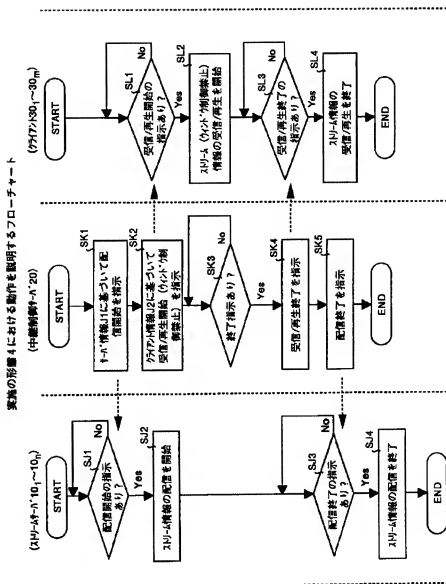 実施の形態4における動作を説明するフローチャート
(ストリームサーバ10₁～10ₙ)
START
SJ1
配信開始の指示
あり？
No
Yes
SJ2
ストリーム情報の配信を開始
SJ3
配信終了の指示
あり？
No
Yes
SJ4
ストリーム情報の配信を終了
END
(中継制御サーバ20)
START
SK1
サーバ情報J1に基づいて配
信開始を指示
SK2
クライアント情報J2に基づいて
受信/再生開始（ウィンドウ制
御禁止）を指示
SK3
終了指示あり？
No
Yes
SK4
受信/再生終了を指示
SK5
配信終了を指示
END
(クライアント30₁～30ₘ)
START
SL1
受信/再生開始の
指示あり？
No
Yes
SL2
ストリーム（ウィンドウ制御禁止）
情報の受信/再生を開始
SL3
受信/再生終了の
指示あり？
No
Yes
SL4
ストリーム情報の
受信/再生を終了
END